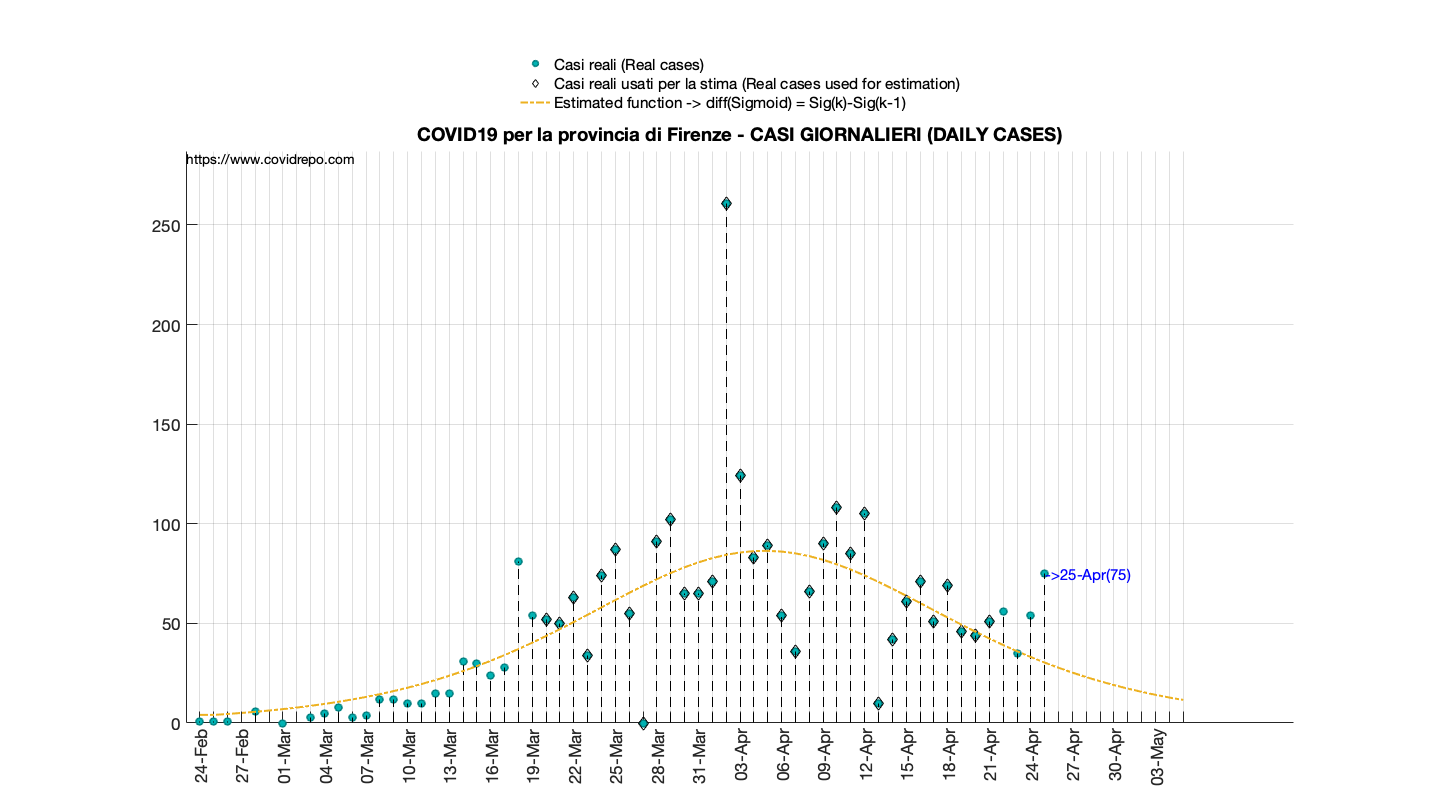 Casi reali (Real cases)
Casi reali usati per la stima (Real cases used for estimation)
Estimated function -> diff(Sigmoid) = Sig(k)-Sig(k-1)
COVID19 per la provincia di Firenze - CASI GIORNALIERI (DAILY CASES)
https://www.covidrepo.com
250
200
150
100
50
0
->25-Apr(75)
24-Feb
27-Feb
01-Mar
04-Mar
07-Mar
10-Mar
13-Mar
16-Mar
19-Mar
22-Mar
25-Mar
28-Mar
31-Mar
03-Apr
06-Apr
09-Apr
12-Apr
15-Apr
18-Apr
21-Apr
24-Apr
27-Apr
30-Apr
03-May